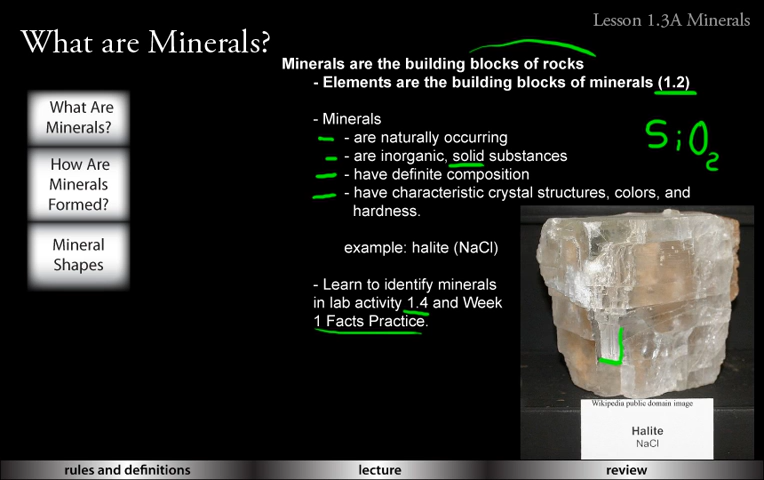 Lesson 1.3A Minerals
What are Minerals?
What Are
Minerals?
How Are
Minerals
Formed?
Mineral
Shapes
Minerals are the building blocks of rocks
- Elements are the building blocks of minerals (1.2)
- Minerals
- are naturally occurring
- are inorganic, solid substances
- have definite composition
- have characteristic crystal structures, colors, and
hardness.
example: halite (NaCl)
- Learn to identify minerals
in lab activity 1.4 and Week
1 Facts Practice.
SiO₂
Wikipedia public domain image
Halite
NaCl
rules and definitions
lecture
review